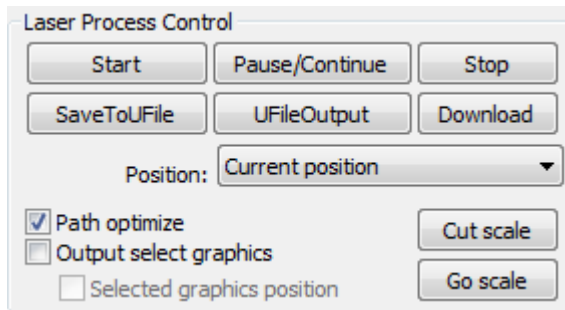 Laser Process Control
Start Pause/Continue Stop
SaveToUFile UFileOutput Download
Position: Current position
Path optimize
Cut scale
Output select graphics
Go scale
Selected graphics position